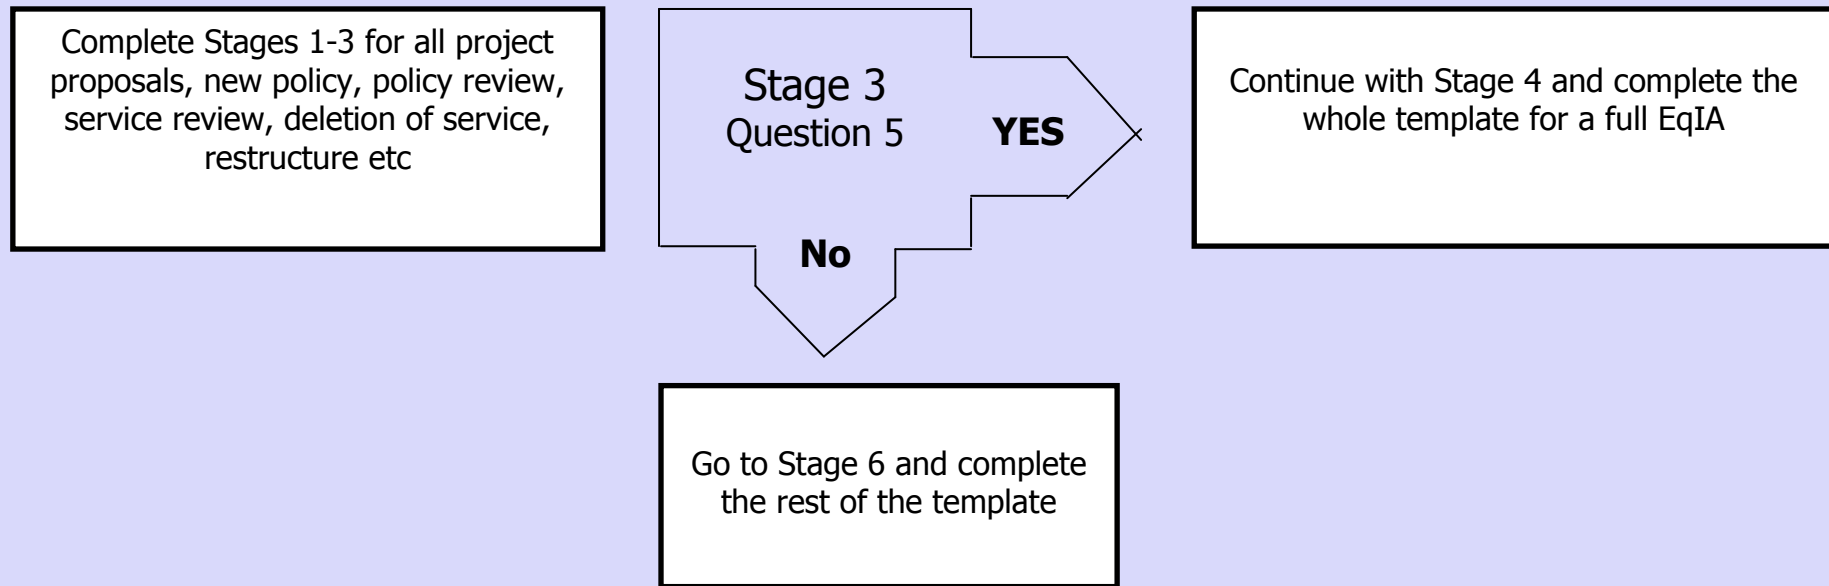 Complete Stages 1-3 for all project
proposals, new policy, policy review,
service review, deletion of service,
restructure etc
Stage 3
Question 5
YES
No
Continue with Stage 4 and complete the
whole template for a full EqIA
Go to Stage 6 and complete
the rest of the template